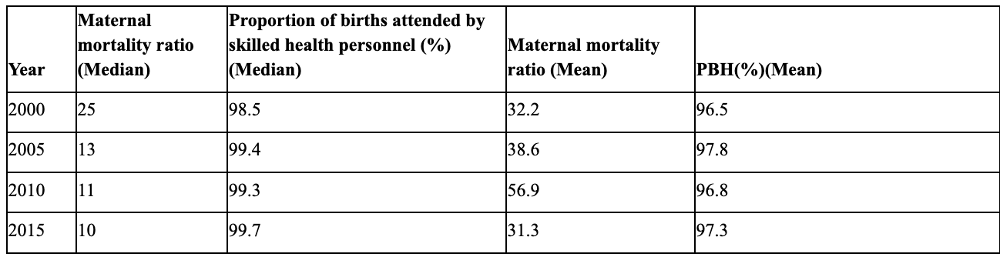 Year	Maternal mortality ratio (Median)	Proportion of births attended by skilled health personnel (%) (Median)	Maternal mortality ratio (Mean)	PBH(%)(Mean)
2000	25	98.5	32.2	96.5
2005	13	99.4	38.6	97.8
2010	11	99.3	56.9	96.8
2015	10	99.7	31.3	97.3